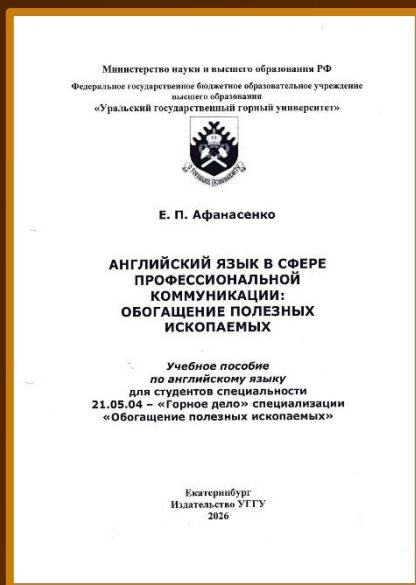 Министерство науки и высшего образования РФ
Федеральное государственное бюджетное образовательное учреждение
высшего образования
«Уральский государственный горный университет»
Е. П. Афанасенко
АНГЛИЙСКИЙ ЯЗЫК В СФЕРЕ
ПРОФЕССИОНАЛЬНОЙ
КОММУНИКАЦИИ:
ОБОГАЩЕНИЕ ПОЛЕЗНЫХ
ИСКОПАЕМЫХ
Учебное пособие
по английскому языку
для студентов специальности
21.05.04 – «Горное дело» специализации
«Обогащение полезных ископаемых»
Екатеринбург
Издательство УГГУ
2026